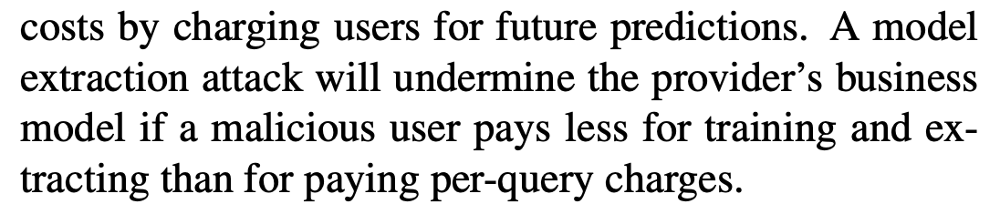 costs by charging users for future predictions. A model
extraction attack will undermine the provider’s business
model if a malicious user pays less for training and ex-
tracting than for paying per-query charges.